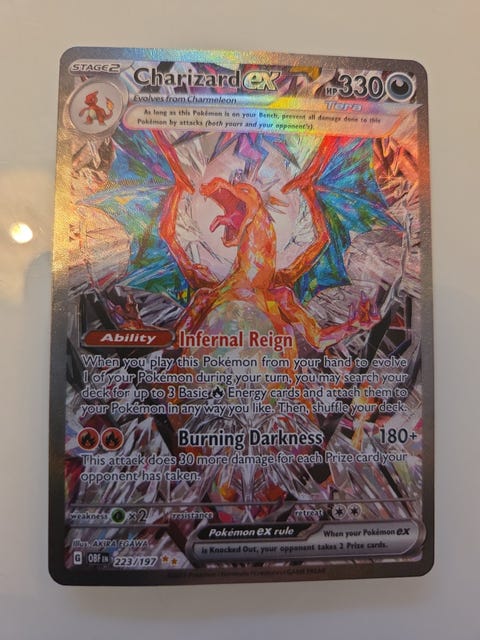 STAGE 2
Charizard ex
HP 330
Evolves from Charmeleon
Tera
As long as this Pokémon is on your Bench, prevent all damage done to this
Pokémon by attacks (both yours and your opponent's).
Ability Infernal Reign
When you play this Pokémon from your hand to evolve
1 of your Pokémon during your turn, you may search your
deck for up to 3 Basic Energy cards and attach them to
your Pokémon in any way you like. Then, shuffle your deck.
Burning Darkness 180+
This attack does 30 more damage for each Prize card your
opponent has taken.
weakness ×2 resistance retreat
Illus. AKIRA EGAWA
Pokémon ex rule
When your Pokémon ex
is Knocked Out, your opponent takes 2 Prize cards.
G OBF EN 223/197